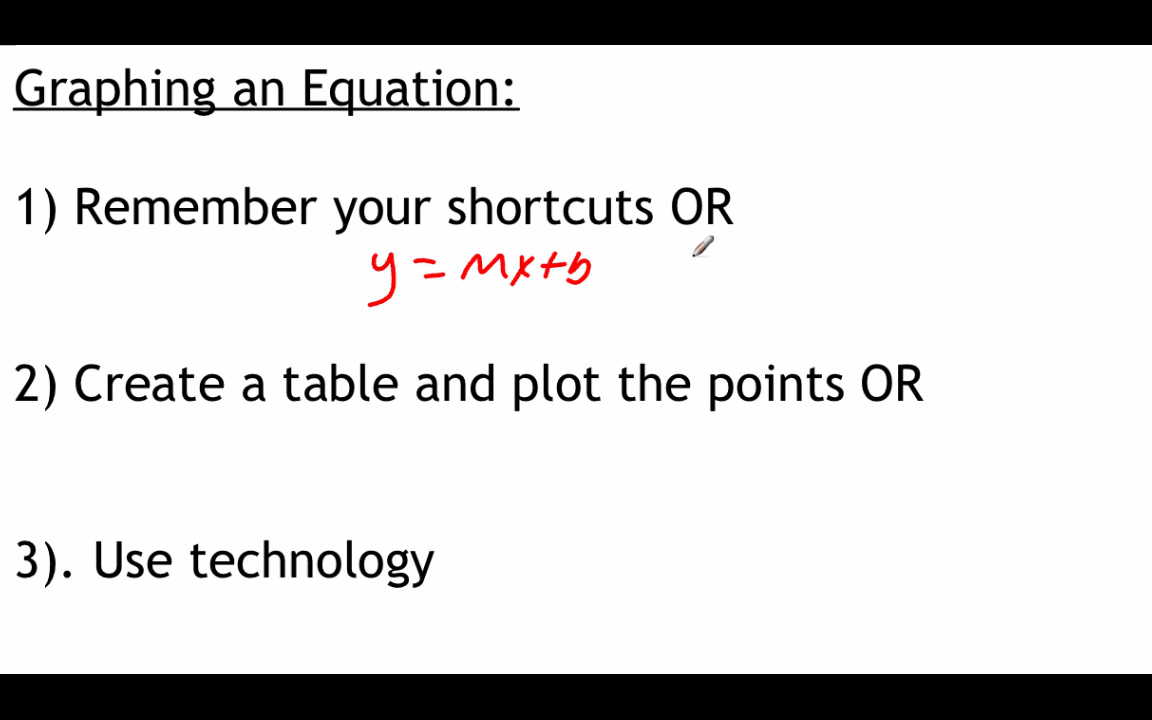 Graphing an Equation:
1) Remember your shortcuts OR
y = mx+b
2) Create a table and plot the points OR
3). Use technology